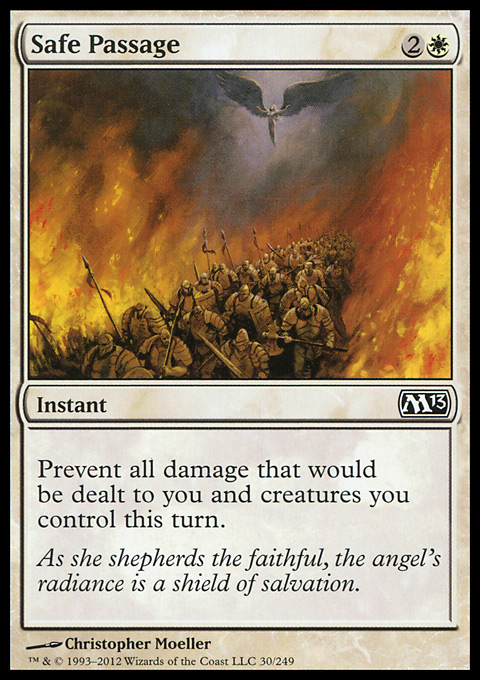 Safe Passage 2
Instant M13
Prevent all damage that would
be dealt to you and creatures you
control this turn.
As she shepherds the faithful, the angel's
radiance is a shield of salvation.
Christopher Moeller
™ & © 1993–2012 Wizards of the Coast LLC 30/249